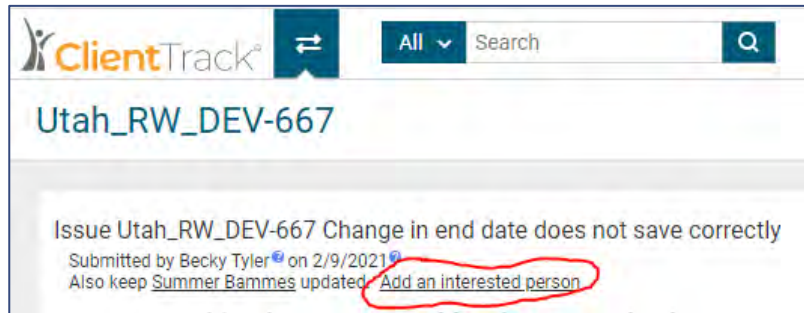 ClientTrack All Search
Utah_RW_DEV-667
Issue Utah_RW_DEV-667 Change in end date does not save correctly
Submitted by Becky Tyler? on 2/9/2021?
Also keep Summer Bammes updated. Add an interested person